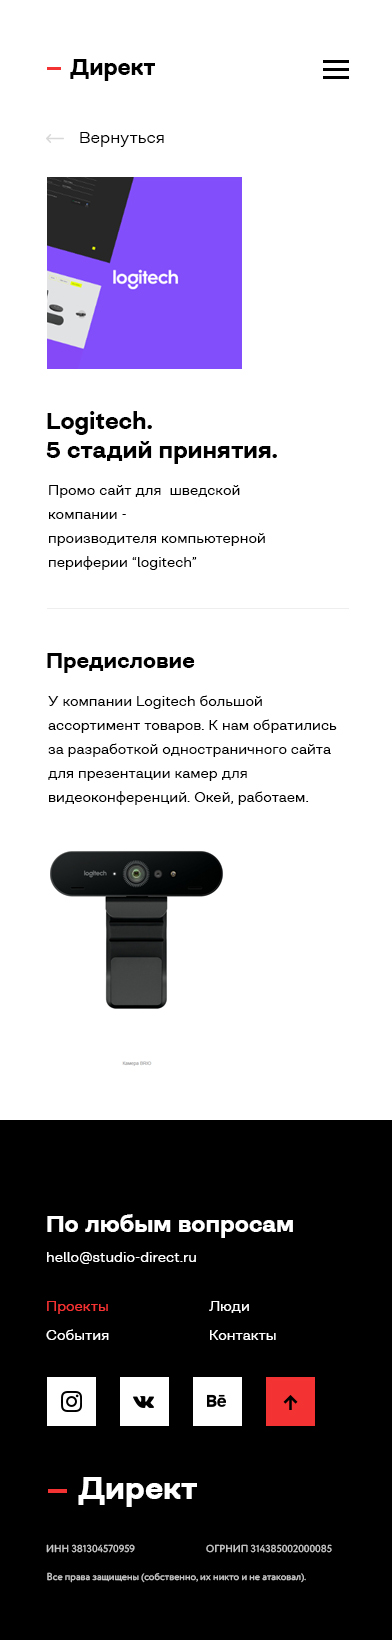 Директ
Вернуться
logitech
Logitech.
5 стадий принятия.
Промо сайт для  шведской
компании -
производителя компьютерной
периферии “logitech”
Предисловие
У компании Logitech большой
ассортимент товаров. К нам обратились
за разработкой одностраничного сайта
для презентации камер для
видеоконференций. Окей, работаем.
logitech
Камера BRIO
По любым вопросам
hello@studio-direct.ru
Проекты Люди
События Контакты
Bē
Директ
ИНН 381304570959 ОГРНИП 314385002000085
Все права защищены (собственно, их никто и не атаковал).